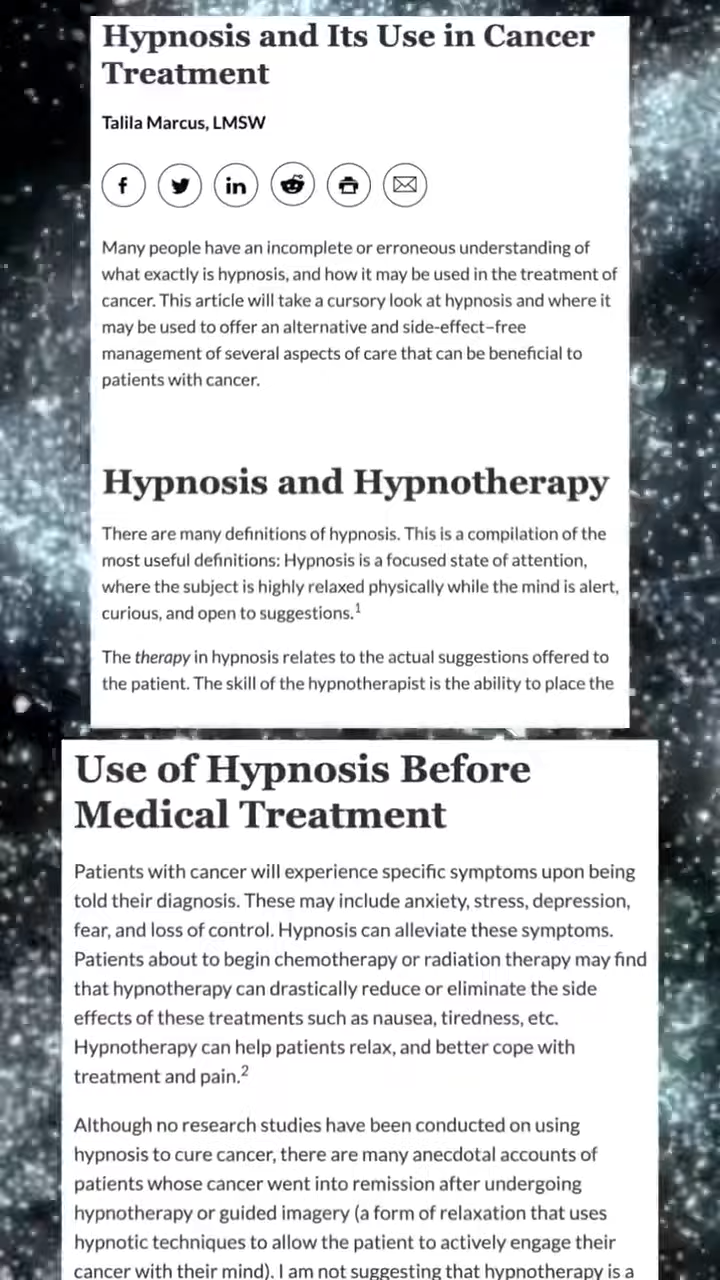 Hypnosis and Its Use in Cancer
Treatment
Talila Marcus, LMSW
Many people have an incomplete or erroneous understanding of
what exactly is hypnosis, and how it may be used in the treatment of
cancer. This article will take a cursory look at hypnosis and where it
may be used to offer an alternative and side-effect–free
management of several aspects of care that can be beneficial to
patients with cancer.
Hypnosis and Hypnotherapy
There are many definitions of hypnosis. This is a compilation of the
most useful definitions: Hypnosis is a focused state of attention,
where the subject is highly relaxed physically while the mind is alert,
curious, and open to suggestions.1
The therapy in hypnosis relates to the actual suggestions offered to
the patient. The skill of the hypnotherapist is the ability to place the
Use of Hypnosis Before
Medical Treatment
Patients with cancer will experience specific symptoms upon being
told their diagnosis. These may include anxiety, stress, depression,
fear, and loss of control. Hypnosis can alleviate these symptoms.
Patients about to begin chemotherapy or radiation therapy may find
that hypnotherapy can drastically reduce or eliminate the side
effects of these treatments such as nausea, tiredness, etc.
Hypnotherapy can help patients relax, and better cope with
treatment and pain.2
Although no research studies have been conducted on using
hypnosis to cure cancer, there are many anecdotal accounts of
patients whose cancer went into remission after undergoing
hypnotherapy or guided imagery (a form of relaxation that uses
hypnotic techniques to allow the patient to actively engage their
cancer with their mind). I am not suggesting that hypnotherapy is a